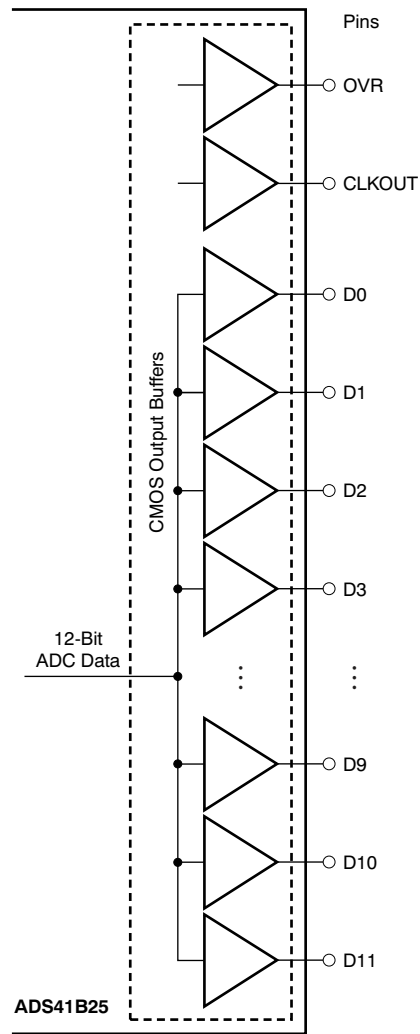 Pins
OVR
CLKOUT
D0
CMOS Output Buffers
D1
D2
D3
12-Bit
ADC Data
D9
D10
D11
ADS41B25